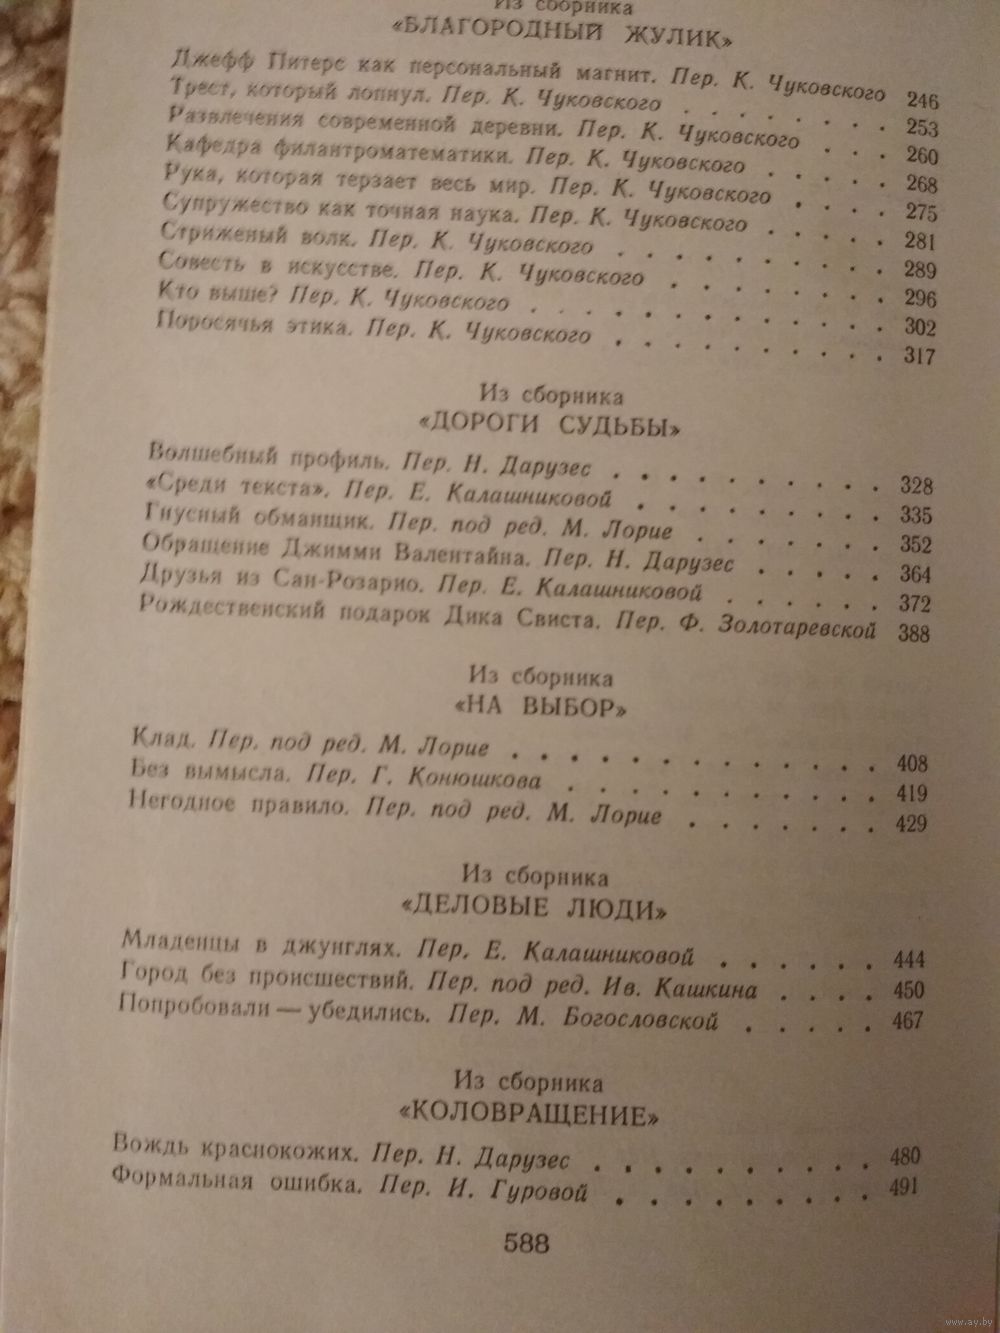 Из сборника
«БЛАГОРОДНЫЙ ЖУЛИК»
Джефф Питерс как персональный магнит. Пер. К. Чуковского 246
Трест, который лопнул. Пер. К. Чуковского . . . . . . . 253
Развлечения современной деревни. Пер. К. Чуковского . . . 260
Кафедра филантроматематики. Пер. К. Чуковского . . . . . 268
Рука, которая терзает весь мир. Пер. К. Чуковского . . . . 275
Супружество как точная наука. Пер. К. Чуковского . . . . . 281
Стриженый волк. Пер. К. Чуковского . . . . . . . . . . 289
Совесть в искусстве. Пер. К. Чуковского . . . . . . . . 296
Кто выше? Пер. К. Чуковского . . . . . . . . . . . . . 302
Поросячья этика. Пер. К. Чуковского . . . . . . . . . . 317
Из сборника
«ДОРОГИ СУДЬБЫ»
Волшебный профиль. Пер. Н. Дарузес . . . . . . . . . . 328
«Среди текста». Пер. Е. Калашниковой . . . . . . . . . 335
Гнусный обманщик. Пер. под ред. М. Лорие . . . . . . . 352
Обращение Джимми Валентайна. Пер. Н. Дарузес . . . . . 364
Друзья из Сан-Розарио. Пер. Е. Калашниковой . . . . . . 372
Рождественский подарок Дика Свиста. Пер. Ф. Золотаревской 388
Из сборника
«НА ВЫБОР»
Клад. Пер. под ред. М. Лорие . . . . . . . . . . . . . 408
Без вымысла. Пер. Г. Конюшкова . . . . . . . . . . . 419
Негодное правило. Пер. под ред. М. Лорие . . . . . . . 429
Из сборника
«ДЕЛОВЫЕ ЛЮДИ»
Младенцы в джунглях. Пер. Е. Калашниковой . . . . . . 444
Город без происшествий. Пер. под ред. Ив. Кашкина . . . . 450
Попробовали — убедились. Пер. М. Богословской . . . . . 467
Из сборника
«КОЛОВРАЩЕНИЕ»
Вождь краснокожих. Пер. Н. Дарузес . . . . . . . . . . 480
Формальная ошибка. Пер. И. Гуровой . . . . . . . . . 491
588
www.ay.by